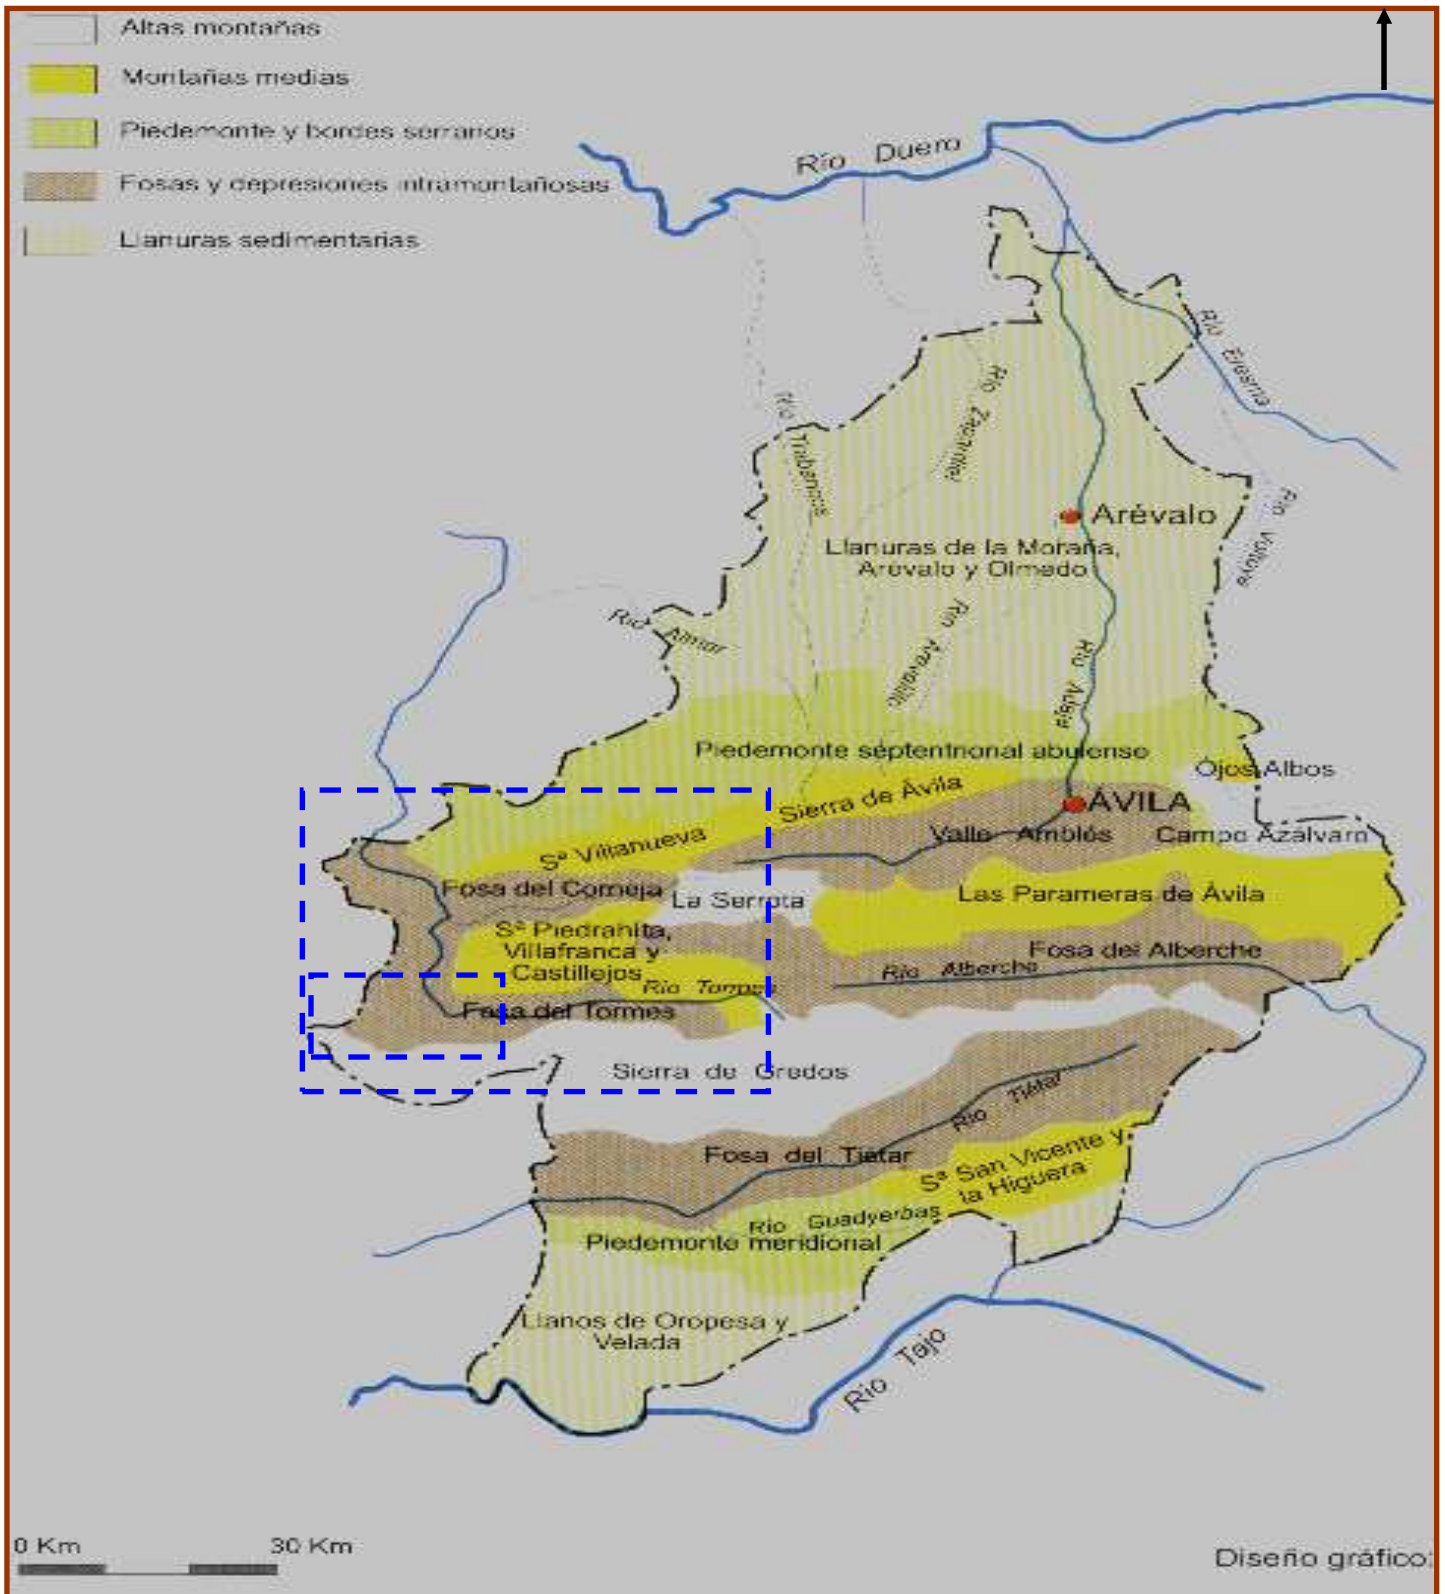 Altas montañas
Montañas medias
Piedemonte y bordes serranos
Fosas y depresiones intramontañosas
Llanuras sedimentarias
Río Duero
Río Eresma
Río Zapardiel
Río Trabancos
Arévalo
Llanuras de la Moraña,
Arévalo y Olmedo
Río Voltoya
Río Almar
Río Arevalillo
Río Adaja
Piedemonte septentrional abulense
Ojos Albos
Sierra de Ávila
ÁVILA
Valle Amblés
Campo Azálvaro
Sª Villanueva
Fosa del Corneja
La Serrota
Las Parameras de Ávila
Sª Piedrahita,
Villafranca y
Castillejos
Fosa del Alberche
Río Alberche
Río Tormes
Fosa del Tormes
Sierra de Gredos
Río Tiétar
Fosa del Tiétar
Sª San Vicente y
la Higuera
Río Guadyerbas
Piedemonte meridional
Llanos de Oropesa y
Velada
Río Tajo
0 Km 30 Km
Diseño gráfico: